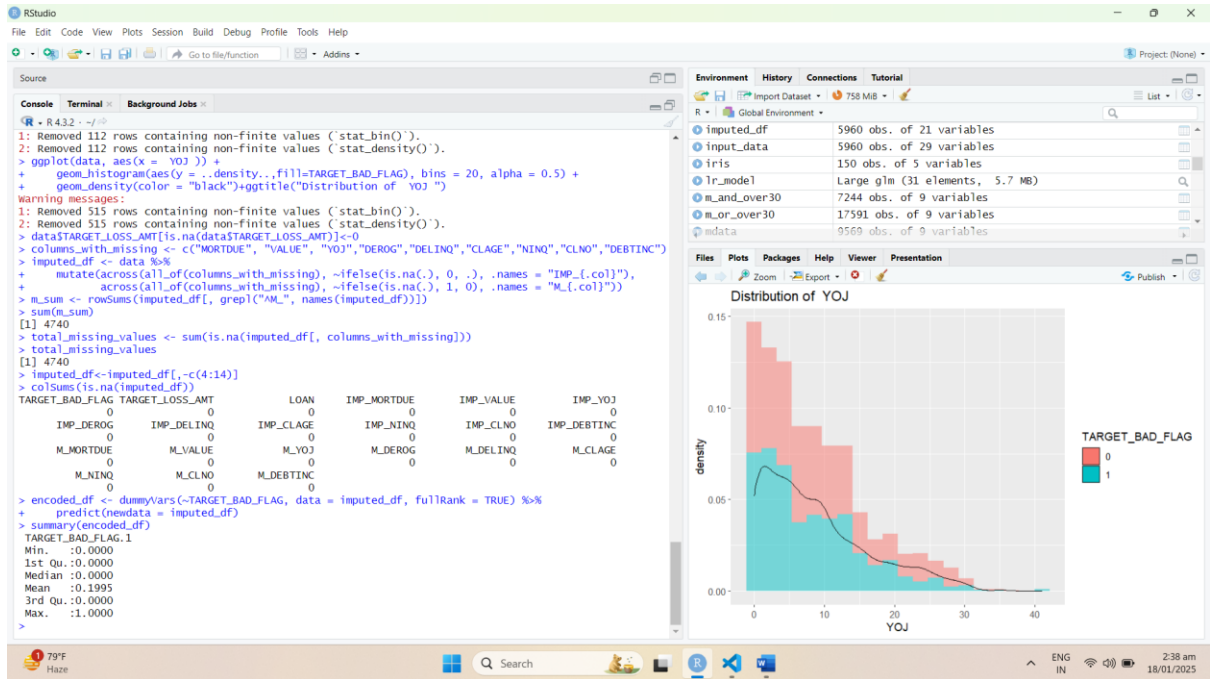 RStudio
File Edit Code View Plots Session Build Debug Profile Tools Help
Go to file/function Addins Project: (None)
Source
Console Terminal Background Jobs
R 4.3.2 · ~/
1: Removed 112 rows containing non-finite values (`stat_bin()`).
2: Removed 112 rows containing non-finite values (`stat_density()`).
> ggplot(data, aes(x = YOJ )) +
+ geom_histogram(aes(y = ..density..,fill=TARGET_BAD_FLAG), bins = 20, alpha = 0.5) +
+ geom_density(color = "black")+ggtitle("Distribution of YOJ ")
Warning messages:
1: Removed 515 rows containing non-finite values (`stat_bin()`).
2: Removed 515 rows containing non-finite values (`stat_density()`).
> data$TARGET_LOSS_AMT[is.na(data$TARGET_LOSS_AMT)]<-0
> columns_with_missing <- c("MORTDUE", "VALUE", "YOJ","DEROG","DELINQ","CLAGE","NINQ","CLNO","DEBTINC")
> imputed_df <- data %>%
+ mutate(across(all_of(columns_with_missing), ~ifelse(is.na(.), 0, .), .names = "IMP_{.col}"),
+ across(all_of(columns_with_missing), ~ifelse(is.na(.), 1, 0), .names = "M_{.col}"))
> m_sum <- rowSums(imputed_df[, grepl("^M_", names(imputed_df))])
> sum(m_sum)
[1] 4740
> total_missing_values <- sum(is.na(imputed_df[, columns_with_missing]))
> total_missing_values
[1] 4740
> imputed_df<-imputed_df[,-c(4:14)]
> colSums(is.na(imputed_df))
TARGET_BAD_FLAG TARGET_LOSS_AMT LOAN IMP_MORTDUE IMP_VALUE IMP_YOJ
0 0 0 0 0 0
IMP_DEROG IMP_DELINQ IMP_CLAGE IMP_NINQ IMP_CLNO IMP_DEBTINC
0 0 0 0 0 0
M_MORTDUE M_VALUE M_YOJ M_DEROG M_DELINQ M_CLAGE
0 0 0 0 0 0
M_NINQ M_CLNO M_DEBTINC
0 0 0
> encoded_df <- dummyVars(~TARGET_BAD_FLAG, data = imputed_df, fullRank = TRUE) %>%
+ predict(newdata = imputed_df)
> summary(encoded_df)
TARGET_BAD_FLAG.1
Min. :0.0000
1st Qu.:0.0000
Median :0.0000
Mean :0.1995
3rd Qu.:0.0000
Max. :1.0000
>
Environment History Connections Tutorial
Import Dataset 758 MiB List
R Global Environment
imputed_df 5960 obs. of 21 variables
input_data 5960 obs. of 29 variables
iris 150 obs. of 5 variables
lr_model Large glm (31 elements, 5.7 MB)
m_and_over30 7244 obs. of 9 variables
m_or_over30 17591 obs. of 9 variables
mdata 9569 obs. of 9 variables
Files Plots Packages Help Viewer Presentation
Zoom Export Publish
Distribution of YOJ
0.15
0.10
0.05
0.00
density
0 10 20 30 40
YOJ
TARGET_BAD_FLAG
0
1
1
79°F
Haze
Search
ENG
IN
2:38 am
18/01/2025